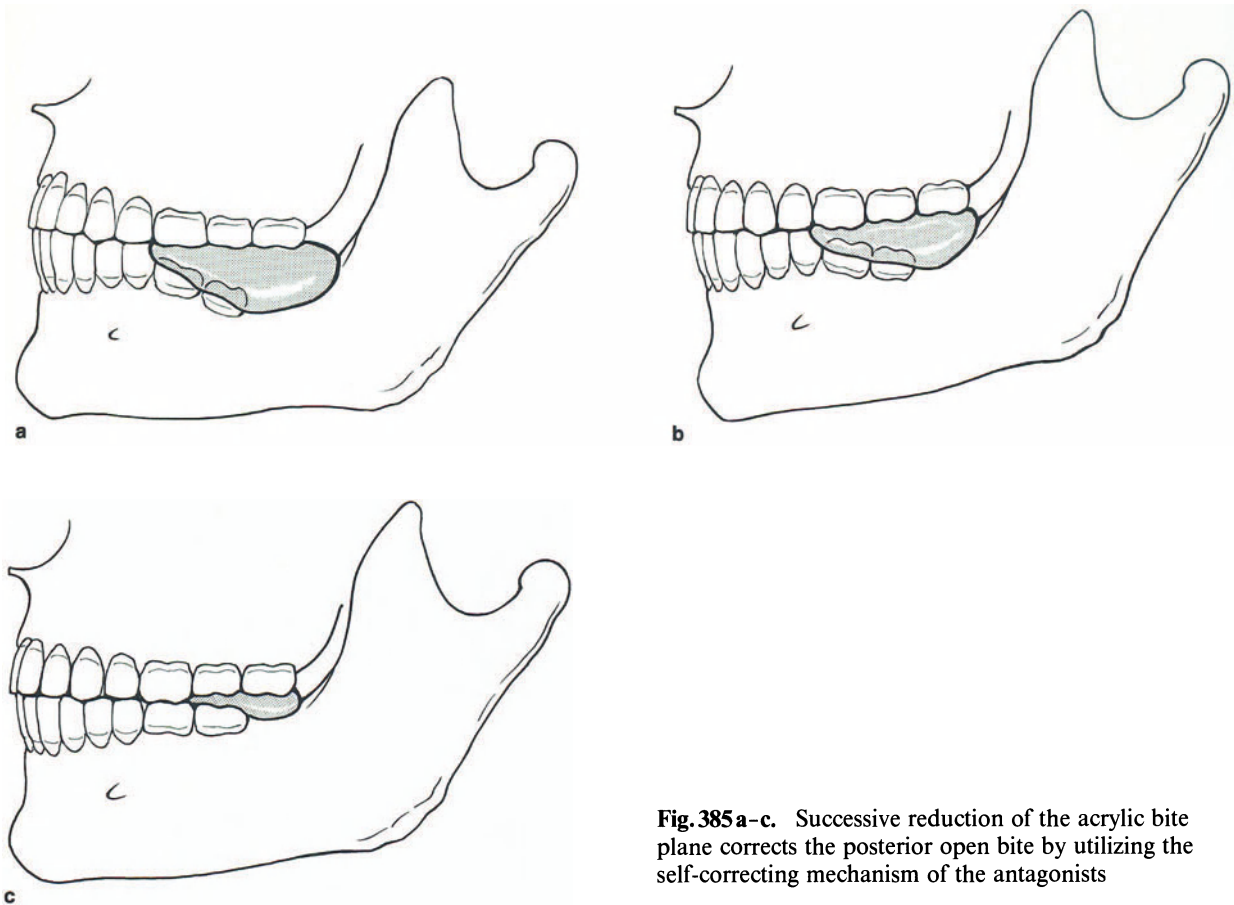 a
b
c
Fig. 385 a–c. Successive reduction of the acrylic bite
plane corrects the posterior open bite by utilizing the
self-correcting mechanism of the antagonists